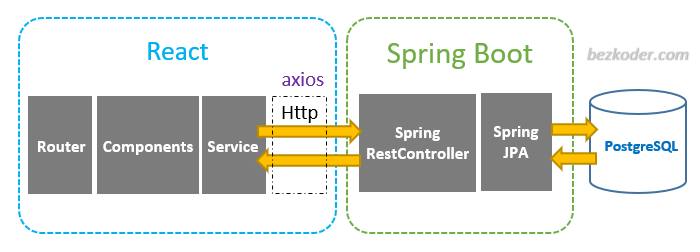 React
Spring Boot
bezkoder.com
axios
Http
Router
Components
Service
Spring
RestController
Spring
JPA
PostgreSQL